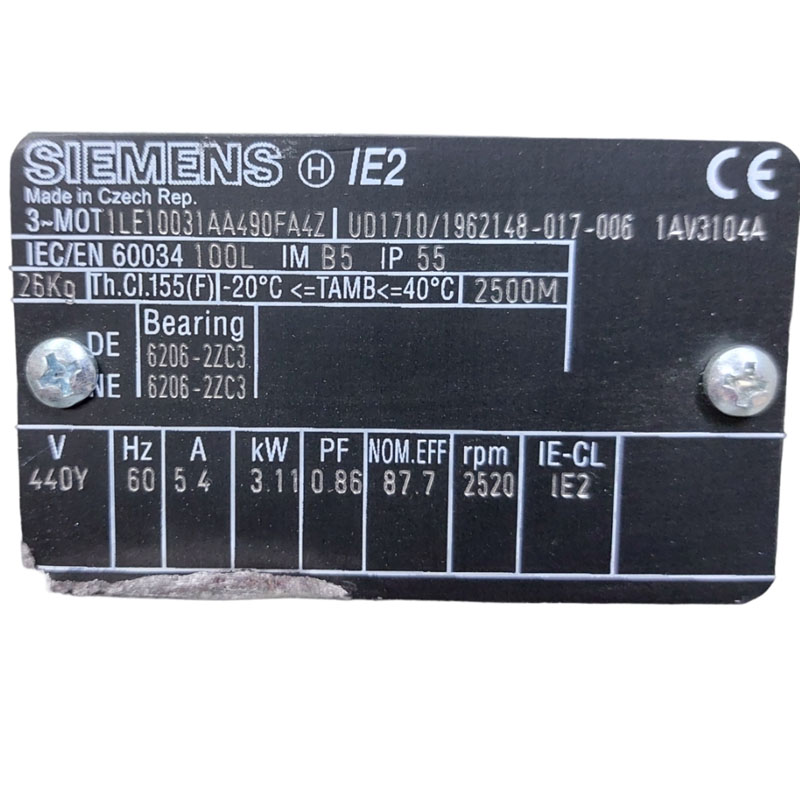 SIEMENS H IE2 CE
Made in Czech Rep.
3~MOT 1LE10031AA490FA4Z UD1710/1962148-017-006 1AV3104A
IEC/EN 60034 100L IM B5 IP 55
26Kg Th.Cl.155(F) -20°C <=TAMB<=40°C 2500M
Bearing
DE 6206-2ZC3
NE 6206-2ZC3
V Hz A kW PF NOM.EFF rpm IE-CL
440Y 60 5.4 3.11 0.86 87.7 2520 IE2